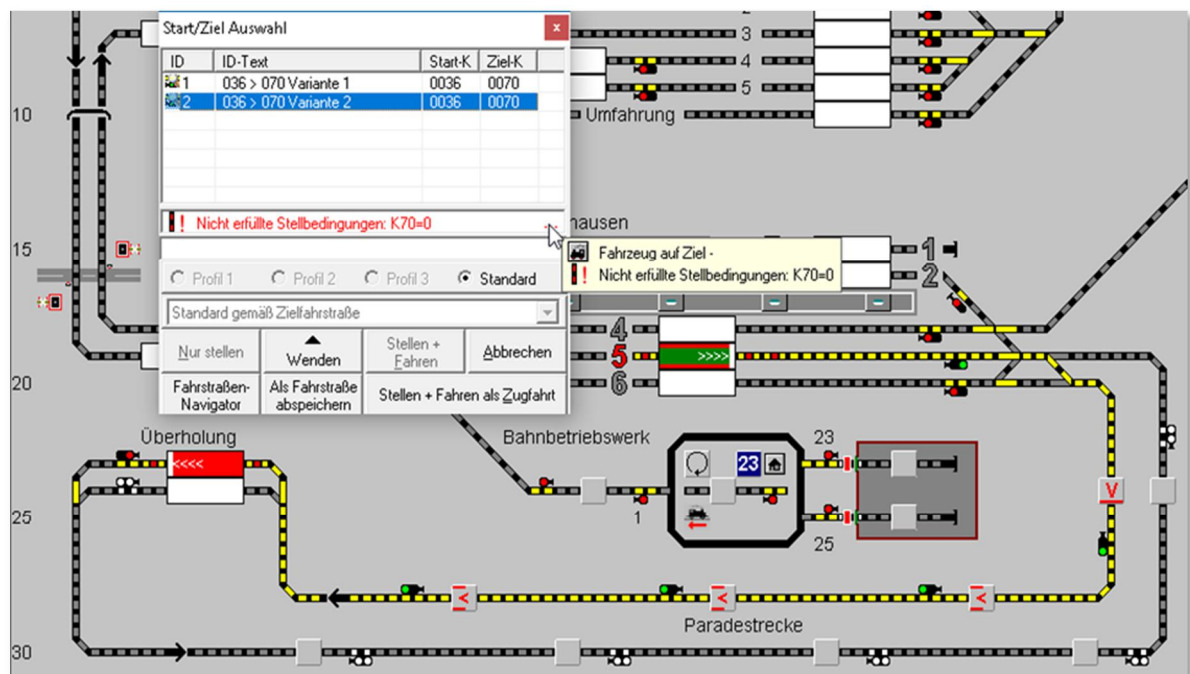 Start/Ziel Auswahl x
ID ID-Text Start-K Ziel-K
1 036 > 070 Variante 1 0036 0070
2 036 > 070 Variante 2 0036 0070
! Nicht erfüllte Stellbedingungen: K70=0 ...
Fahrzeug auf Ziel -
! Nicht erfüllte Stellbedingungen: K70=0
Profil 1 Profil 2 Profil 3 Standard
Standard gemäß Zielfahrstraße
Nur stellen Wenden Stellen + Fahren Abbrechen
Fahrstraßen-Navigator Als Fahrstraße abspeichern Stellen + Fahren als Zugfahrt
3
4
5
10 Umfahrung
hausen
15 1
2
4
5 >>>>
20 6
Überholung Bahnbetriebswerk 23
<<<< 23
V
25 1 25
< < <
Paradestrecke
30